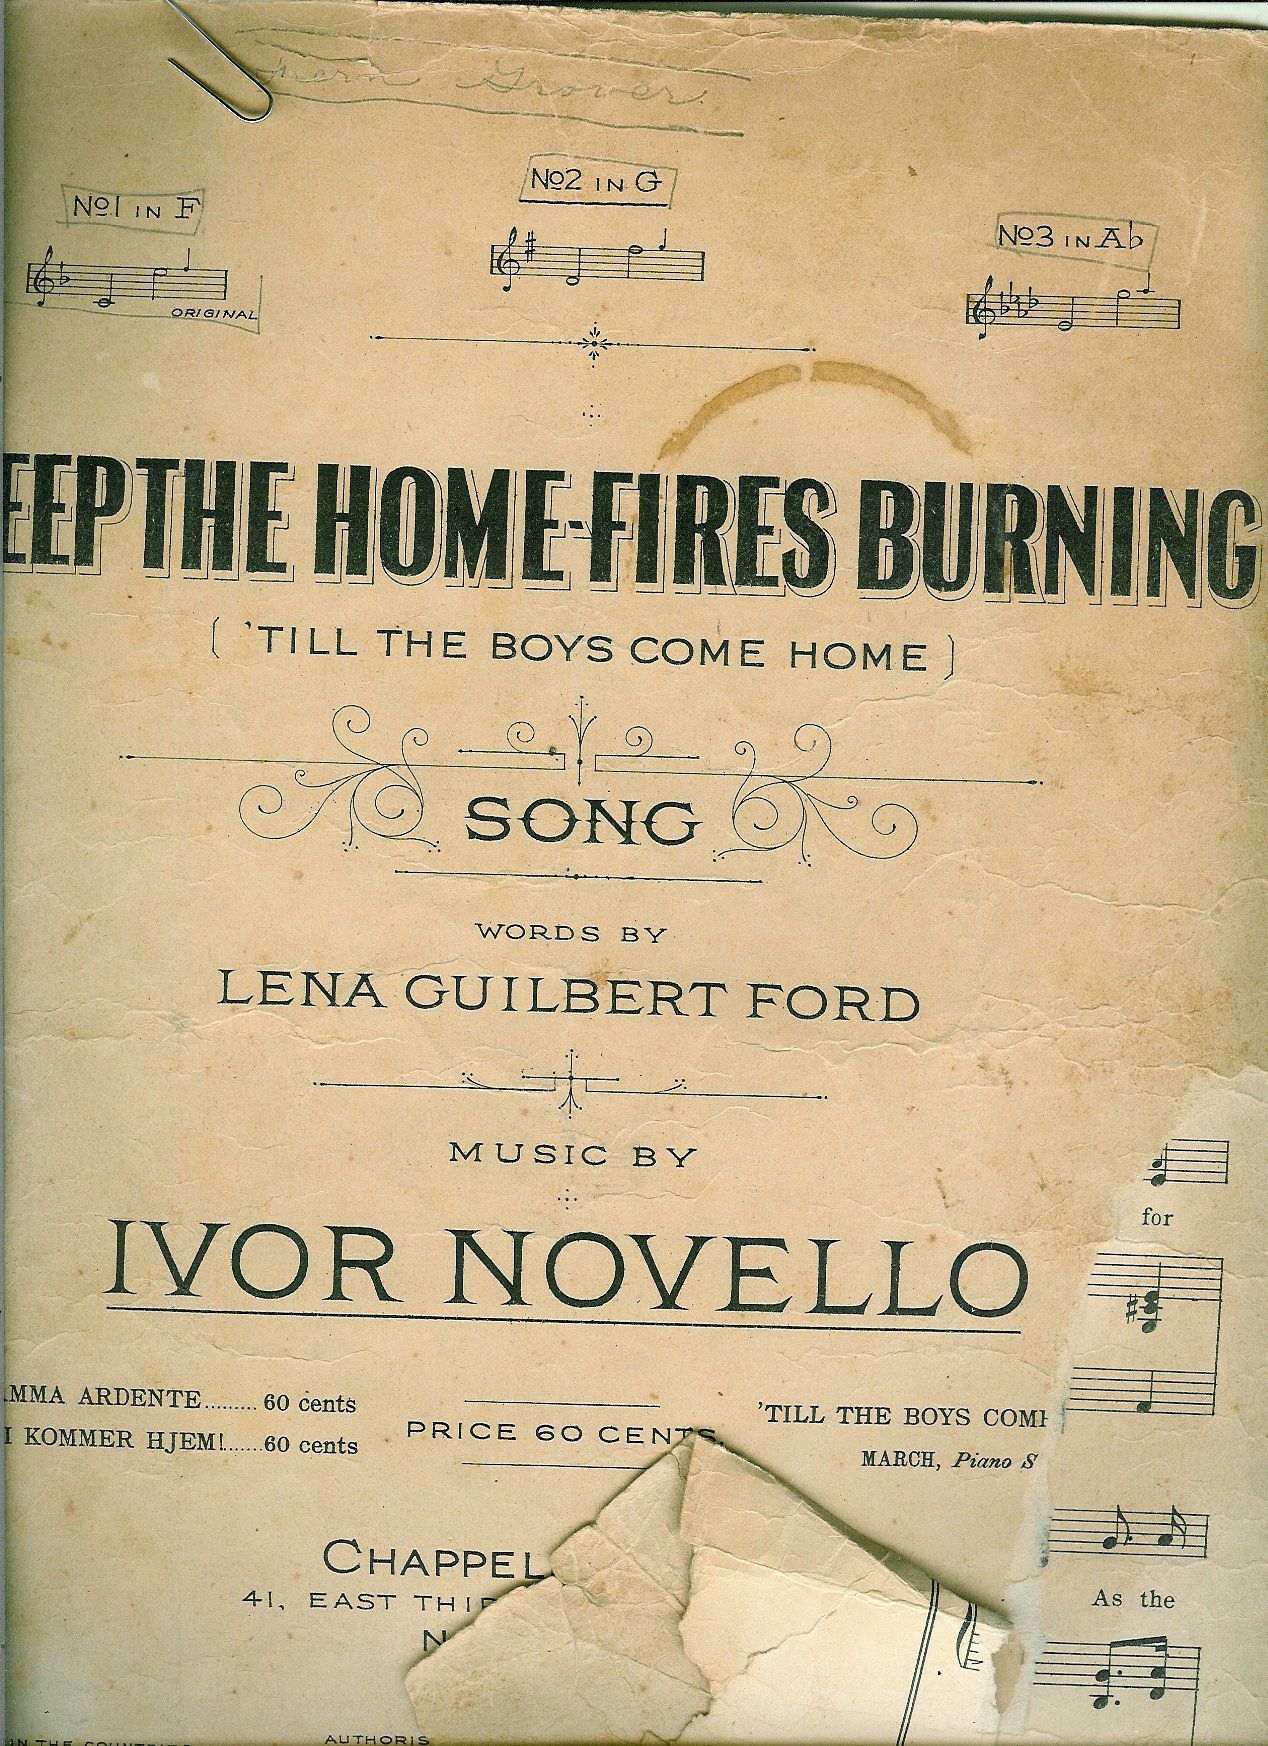 Grover.
No1 IN F
No2 IN G
No3 IN A♭
ORIGINAL
EEP THE HOME-FIRES BURNING
( 'TILL THE BOYS COME HOME )
SONG
WORDS BY
LENA GUILBERT FORD
MUSIC BY
IVOR NOVELLO
MMA ARDENTE......... 60 cents
I KOMMER HJEM!......60 cents
PRICE 60 CENTS.
'TILL THE BOYS COM
MARCH, Piano S
CHAPPEL
41, EAST THI
N
AUTHORIS
for
As the